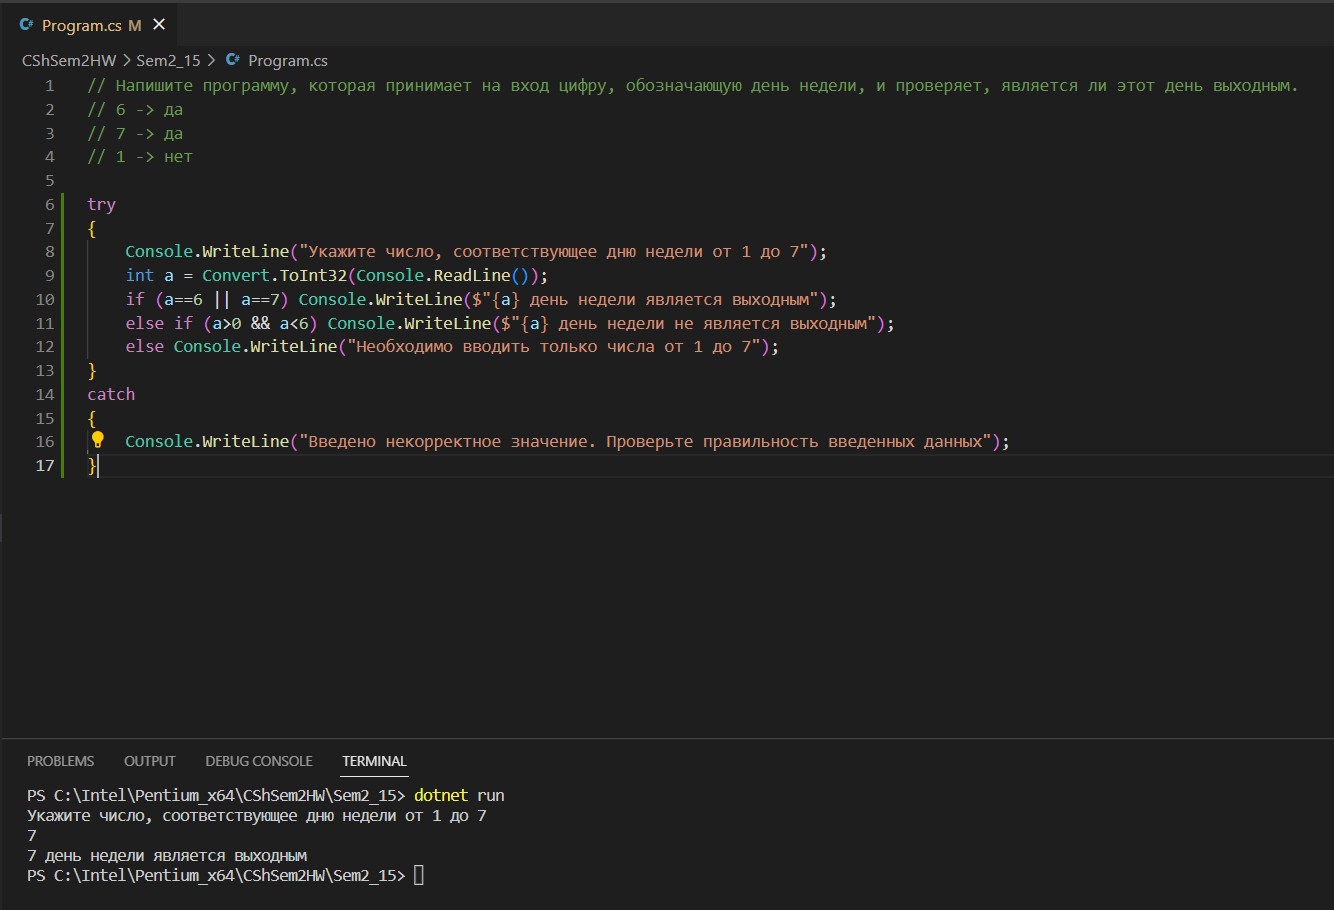 C# Program.cs M ×
CShSem2HW > Sem2_15 > C# Program.cs
1 // Напишите программу, которая принимает на вход цифру, обозначающую день недели, и проверяет, является ли этот день выходным.
2 // 6 -> да
3 // 7 -> да
4 // 1 -> нет
5
6 try
7 {
8 Console.WriteLine("Укажите число, соответствующее дню недели от 1 до 7");
9 int a = Convert.ToInt32(Console.ReadLine());
10 if (a==6 || a==7) Console.WriteLine($"{a} день недели является выходным");
11 else if (a>0 && a<6) Console.WriteLine($"{a} день недели не является выходным");
12 else Console.WriteLine("Необходимо вводить только числа от 1 до 7");
13 }
14 catch
15 {
16 Console.WriteLine("Введено некорректное значение. Проверьте правильность введенных данных");
17 }
PROBLEMS OUTPUT DEBUG CONSOLE TERMINAL
PS C:\Intel\Pentium_x64\CShSem2HW\Sem2_15> dotnet run
Укажите число, соответствующее дню недели от 1 до 7
7
7 день недели является выходным
PS C:\Intel\Pentium_x64\CShSem2HW\Sem2_15>